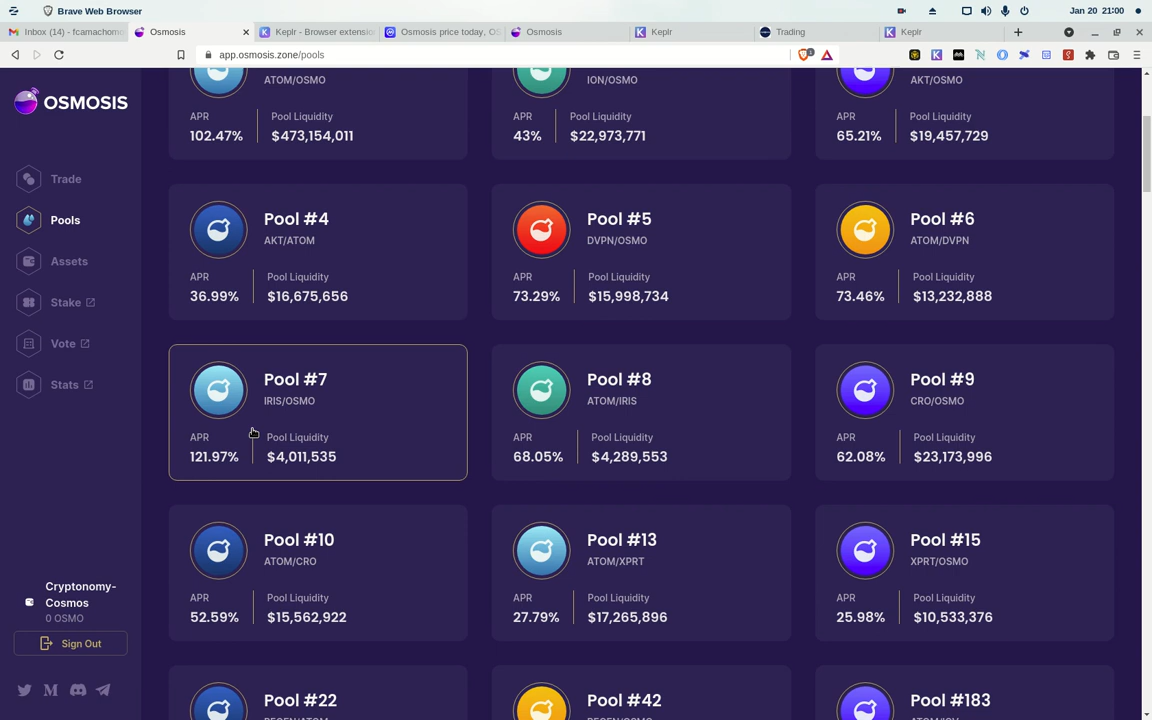 Brave Web Browser
Jan 20 21:00
Inbox (14) - fcamachomo
Osmosis
Keplr - Browser extensio
Osmosis price today, OS
Osmosis
Keplr
Trading
Keplr
app.osmosis.zone/pools
1
OSMOSIS
Trade
Pools
Assets
Stake
Vote
Stats
Cryptonomy-
Cosmos
0 OSMO
Sign Out
ATOM/OSMO
APR
Pool Liquidity
102.47%
$473,154,011
ION/OSMO
APR
Pool Liquidity
43%
$22,973,771
AKT/OSMO
APR
Pool Liquidity
65.21%
$19,457,729
Pool #4
AKT/ATOM
APR
Pool Liquidity
36.99%
$16,675,656
Pool #5
DVPN/OSMO
APR
Pool Liquidity
73.29%
$15,998,734
Pool #6
ATOM/DVPN
APR
Pool Liquidity
73.46%
$13,232,888
Pool #7
IRIS/OSMO
APR
Pool Liquidity
121.97%
$4,011,535
Pool #8
ATOM/IRIS
APR
Pool Liquidity
68.05%
$4,289,553
Pool #9
CRO/OSMO
APR
Pool Liquidity
62.08%
$23,173,996
Pool #10
ATOM/CRO
APR
Pool Liquidity
52.59%
$15,562,922
Pool #13
ATOM/XPRT
APR
Pool Liquidity
27.79%
$17,265,896
Pool #15
XPRT/OSMO
APR
Pool Liquidity
25.98%
$10,533,376
Pool #22
REGEN/ATOM
Pool #42
REGEN/OSMO
Pool #183